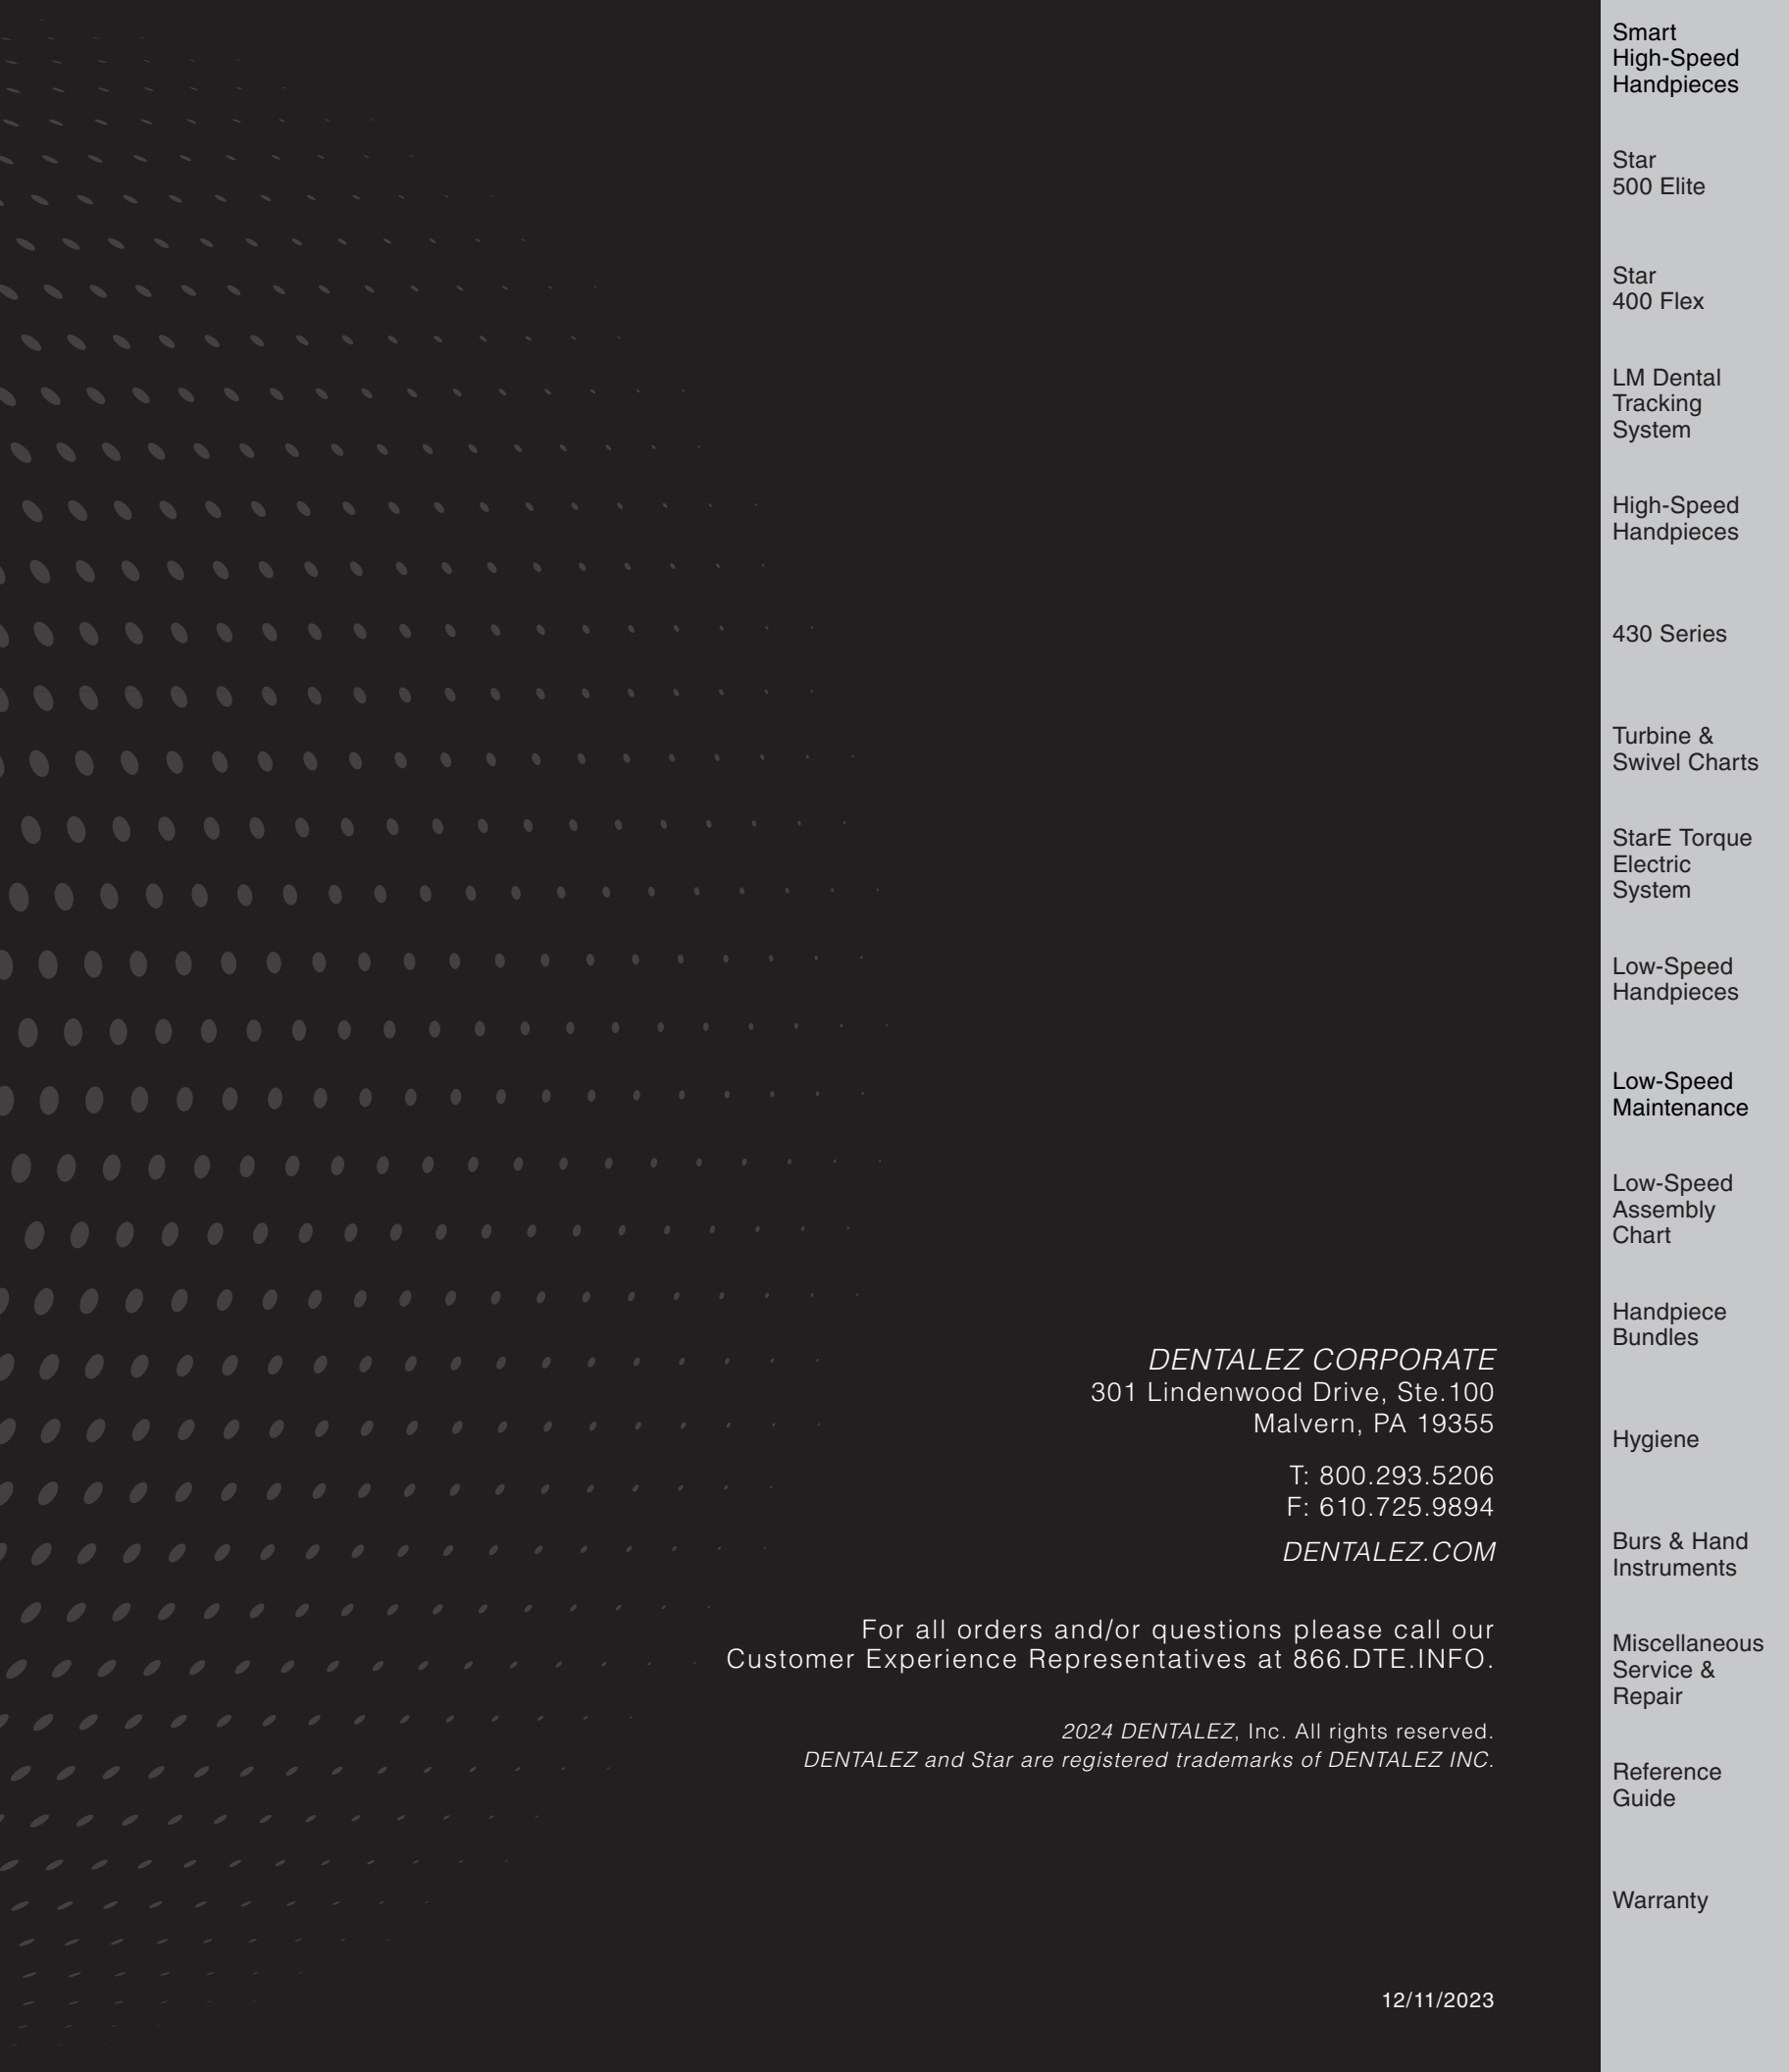 DENTALEZ CORPORATE
301 Lindenwood Drive, Ste.100
Malvern, PA 19355
T: 800.293.5206
F: 610.725.9894
DENTALEZ.COM
For all orders and/or questions please call our
Customer Experience Representatives at 866.DTE.INFO.
2024 DENTALEZ, Inc. All rights reserved.
DENTALEZ and Star are registered trademarks of DENTALEZ INC.
12/11/2023
Smart
High-Speed
Handpieces
Star
500 Elite
Star
400 Flex
LM Dental
Tracking
System
High-Speed
Handpieces
430 Series
Turbine &
Swivel Charts
StarE Torque
Electric
System
Low-Speed
Handpieces
Low-Speed
Maintenance
Low-Speed
Assembly
Chart
Handpiece
Bundles
Hygiene
Burs & Hand
Instruments
Miscellaneous
Service &
Repair
Reference
Guide
Warranty